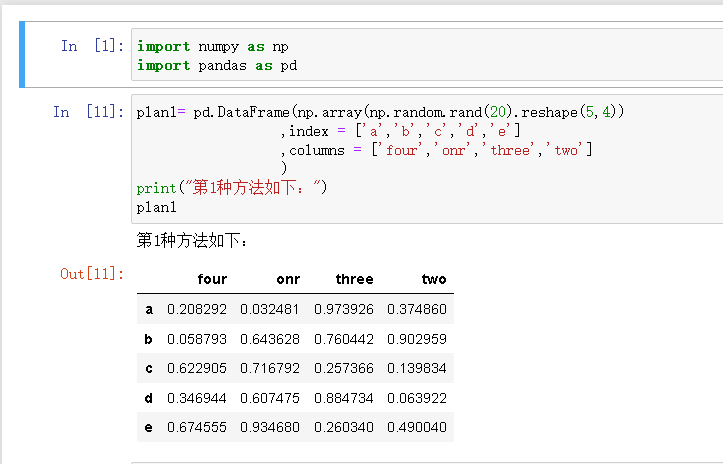 In [1]: import numpy as np
import pandas as pd
In [11]: plan1= pd.DataFrame(np.array(np.random.rand(20).reshape(5,4))
,index = ['a','b','c','d','e']
,columns = ['four','onr','three','two']
)
print("第1种方法如下：")
plan1
第1种方法如下：
Out[11]:
four onr three two
a 0.208292 0.032481 0.973926 0.374860
b 0.058793 0.643628 0.760442 0.902959
c 0.622905 0.716792 0.257366 0.139834
d 0.346944 0.607475 0.884734 0.063922
e 0.674555 0.934680 0.260340 0.490040